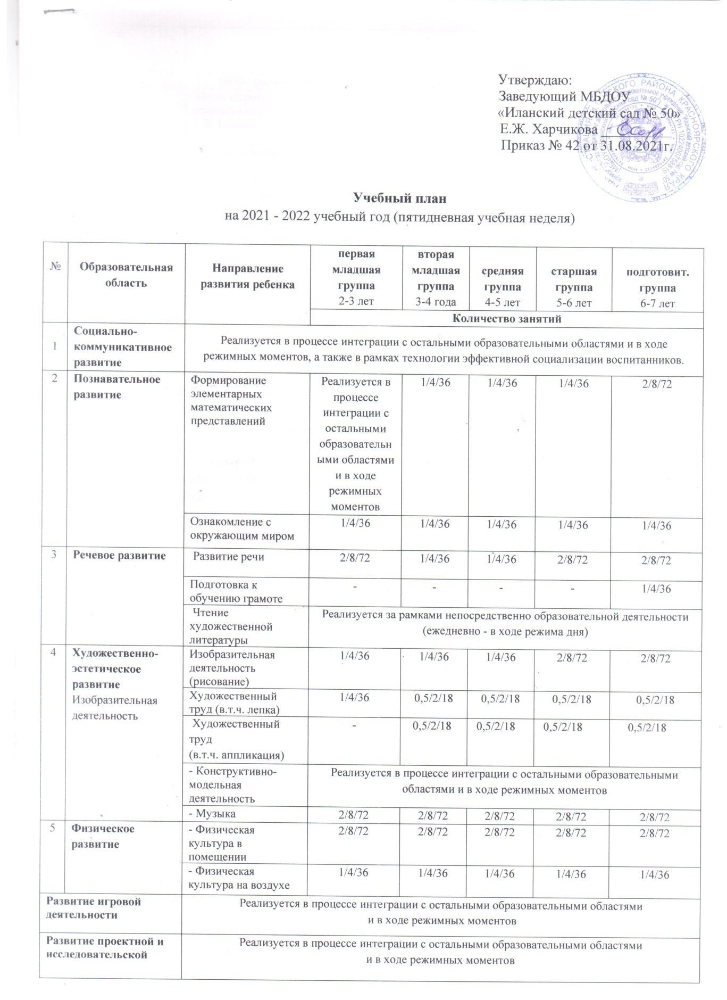 Утверждаю:
Заведующий МБДОУ
«Иланский детский сад № 50»
Е.Ж. Харчикова
Приказ № 42 от 31.08.2021г.
Учебный план
на 2021 - 2022 учебный год (пятидневная учебная неделя)
№
Образовательная
область
Направление
развития ребенка
первая
младшая
группа
2-3 лет
вторая
младшая
группа
3-4 года
средняя
группа
4-5 лет
старшая
группа
5-6 лет
подготовит.
группа
6-7 лет
Количество занятий
1
Социально-
коммуникативное
развитие
Реализуется в процессе интеграции с остальными образовательными областями и в ходе
режимных моментов, а также в рамках технологии эффективной социализации воспитанников.
2
Познавательное
развитие
Формирование
элементарных
математических
представлений
Реализуется в
процессе
интеграции с
остальными
образовательн
ыми областями
и в ходе
режимных
моментов
1/4/36
1/4/36
1/4/36
2/8/72
Ознакомление с
окружающим миром
1/4/36
1/4/36
1/4/36
1/4/36
1/4/36
3
Речевое развитие
Развитие речи
2/8/72
1/4/36
1/4/36
2/8/72
2/8/72
Подготовка к
обучению грамоте
-
-
-
-
1/4/36
Чтение
художественной
литературы
Реализуется за рамками непосредственно образовательной деятельности
(ежедневно - в ходе режима дня)
4
Художественно-
эстетическое
развитие
Изобразительная
деятельность
Изобразительная
деятельность
(рисование)
1/4/36
1/4/36
1/4/36
2/8/72
2/8/72
Художественный
труд (в.т.ч. лепка)
1/4/36
0,5/2/18
0,5/2/18
0,5/2/18
0,5/2/18
Художественный
труд
(в.т.ч. аппликация)
-
0,5/2/18
0,5/2/18
0,5/2/18
0,5/2/18
- Конструктивно-
модельная
деятельность
Реализуется в процессе интеграции с остальными образовательными
областями и в ходе режимных моментов
- Музыка
2/8/72
2/8/72
2/8/72
2/8/72
2/8/72
5
Физическое
развитие
- Физическая
культура в
помещении
2/8/72
2/8/72
2/8/72
2/8/72
2/8/72
- Физическая
культура на воздухе
1/4/36
1/4/36
1/4/36
1/4/36
1/4/36
Развитие игровой
деятельности
Реализуется в процессе интеграции с остальными образовательными областями
и в ходе режимных моментов
Развитие проектной и
исследовательской
Реализуется в процессе интеграции с остальными образовательными областями
и в ходе режимных моментов